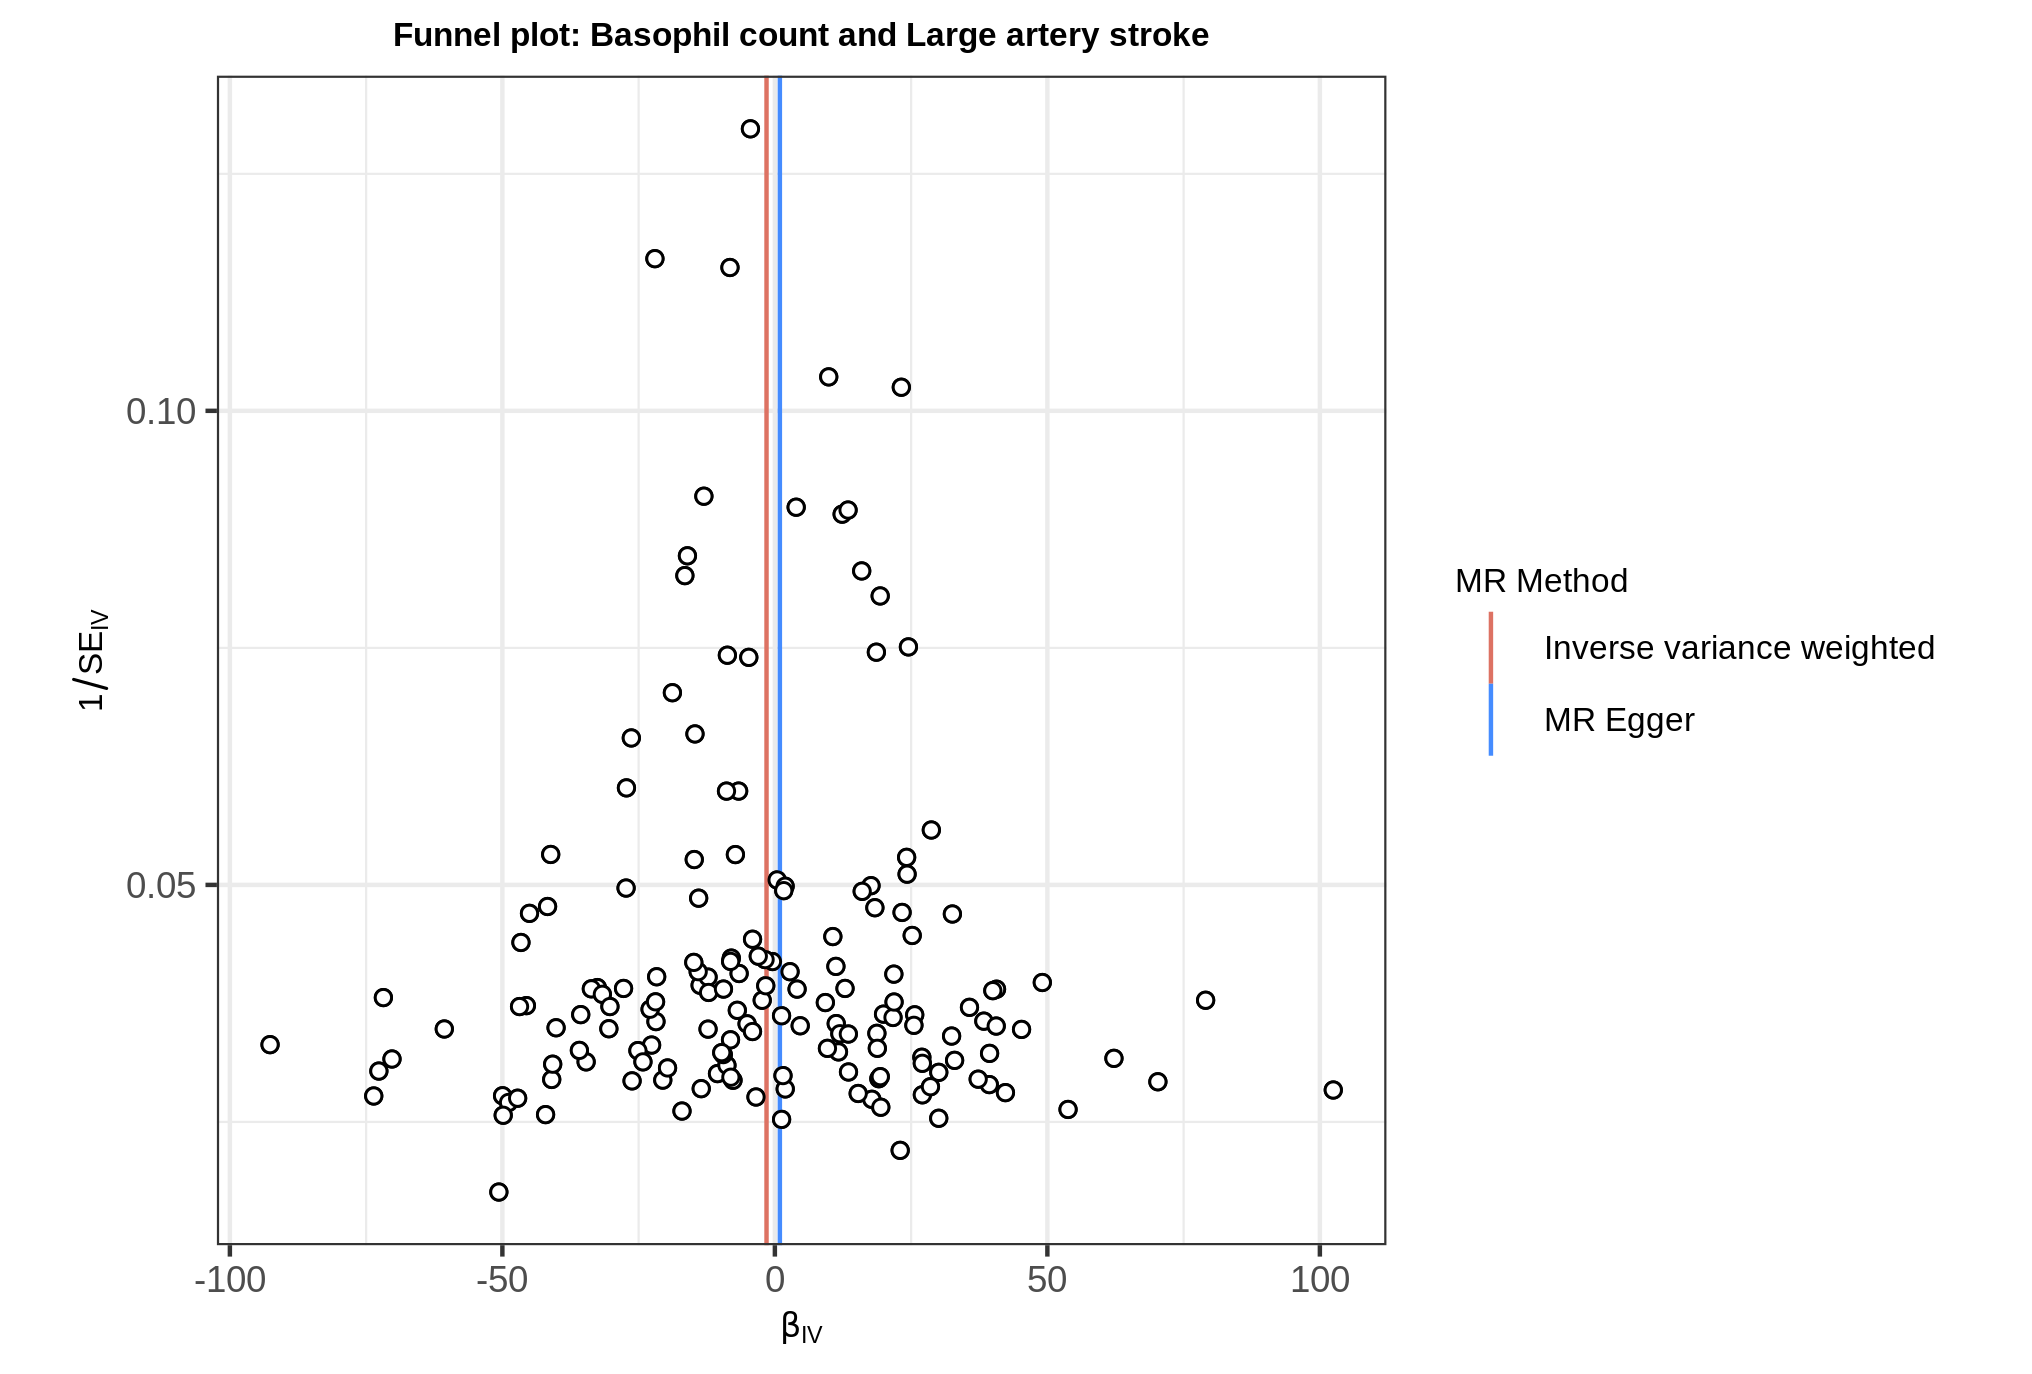 Funnel plot: Basophil count and Large artery stroke
1/SEIV
0.10
0.05
-100 -50 0 50 100
βIV
MR Method
Inverse variance weighted
MR Egger